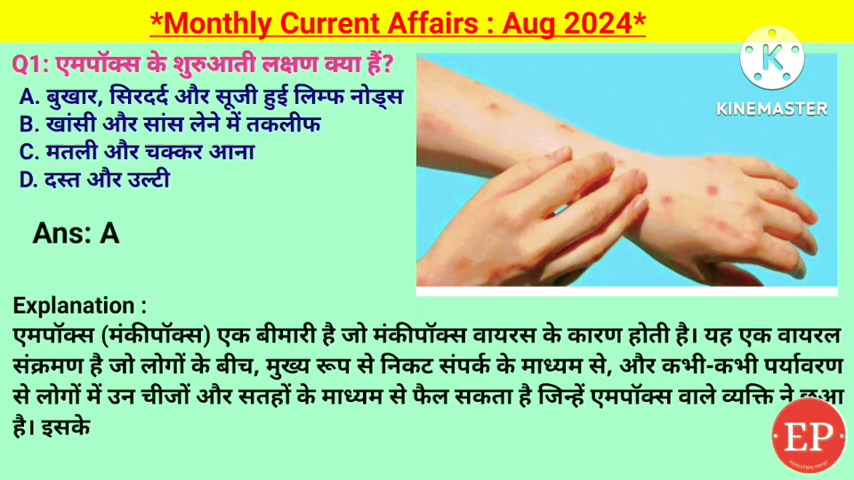 *Monthly Current Affairs : Aug 2024*
Q1: एमपॉक्स के शुरुआती लक्षण क्या हैं?
A. बुखार, सिरदर्द और सूजी हुई लिम्फ नोड्स
B. खांसी और सांस लेने में तकलीफ
C. मतली और चक्कर आना
D. दस्त और उल्टी
K
KINEMASTER
Ans: A
Explanation :
एमपॉक्स (मंकीपॉक्स) एक बीमारी है जो मंकीपॉक्स वायरस के कारण होती है। यह एक वायरल
संक्रमण है जो लोगों के बीच, मुख्य रूप से निकट संपर्क के माध्यम से, और कभी-कभी पर्यावरण
से लोगों में उन चीजों और सतहों के माध्यम से फैल सकता है जिन्हें एमपॉक्स वाले व्यक्ति ने छुआ
है। इसके
EP